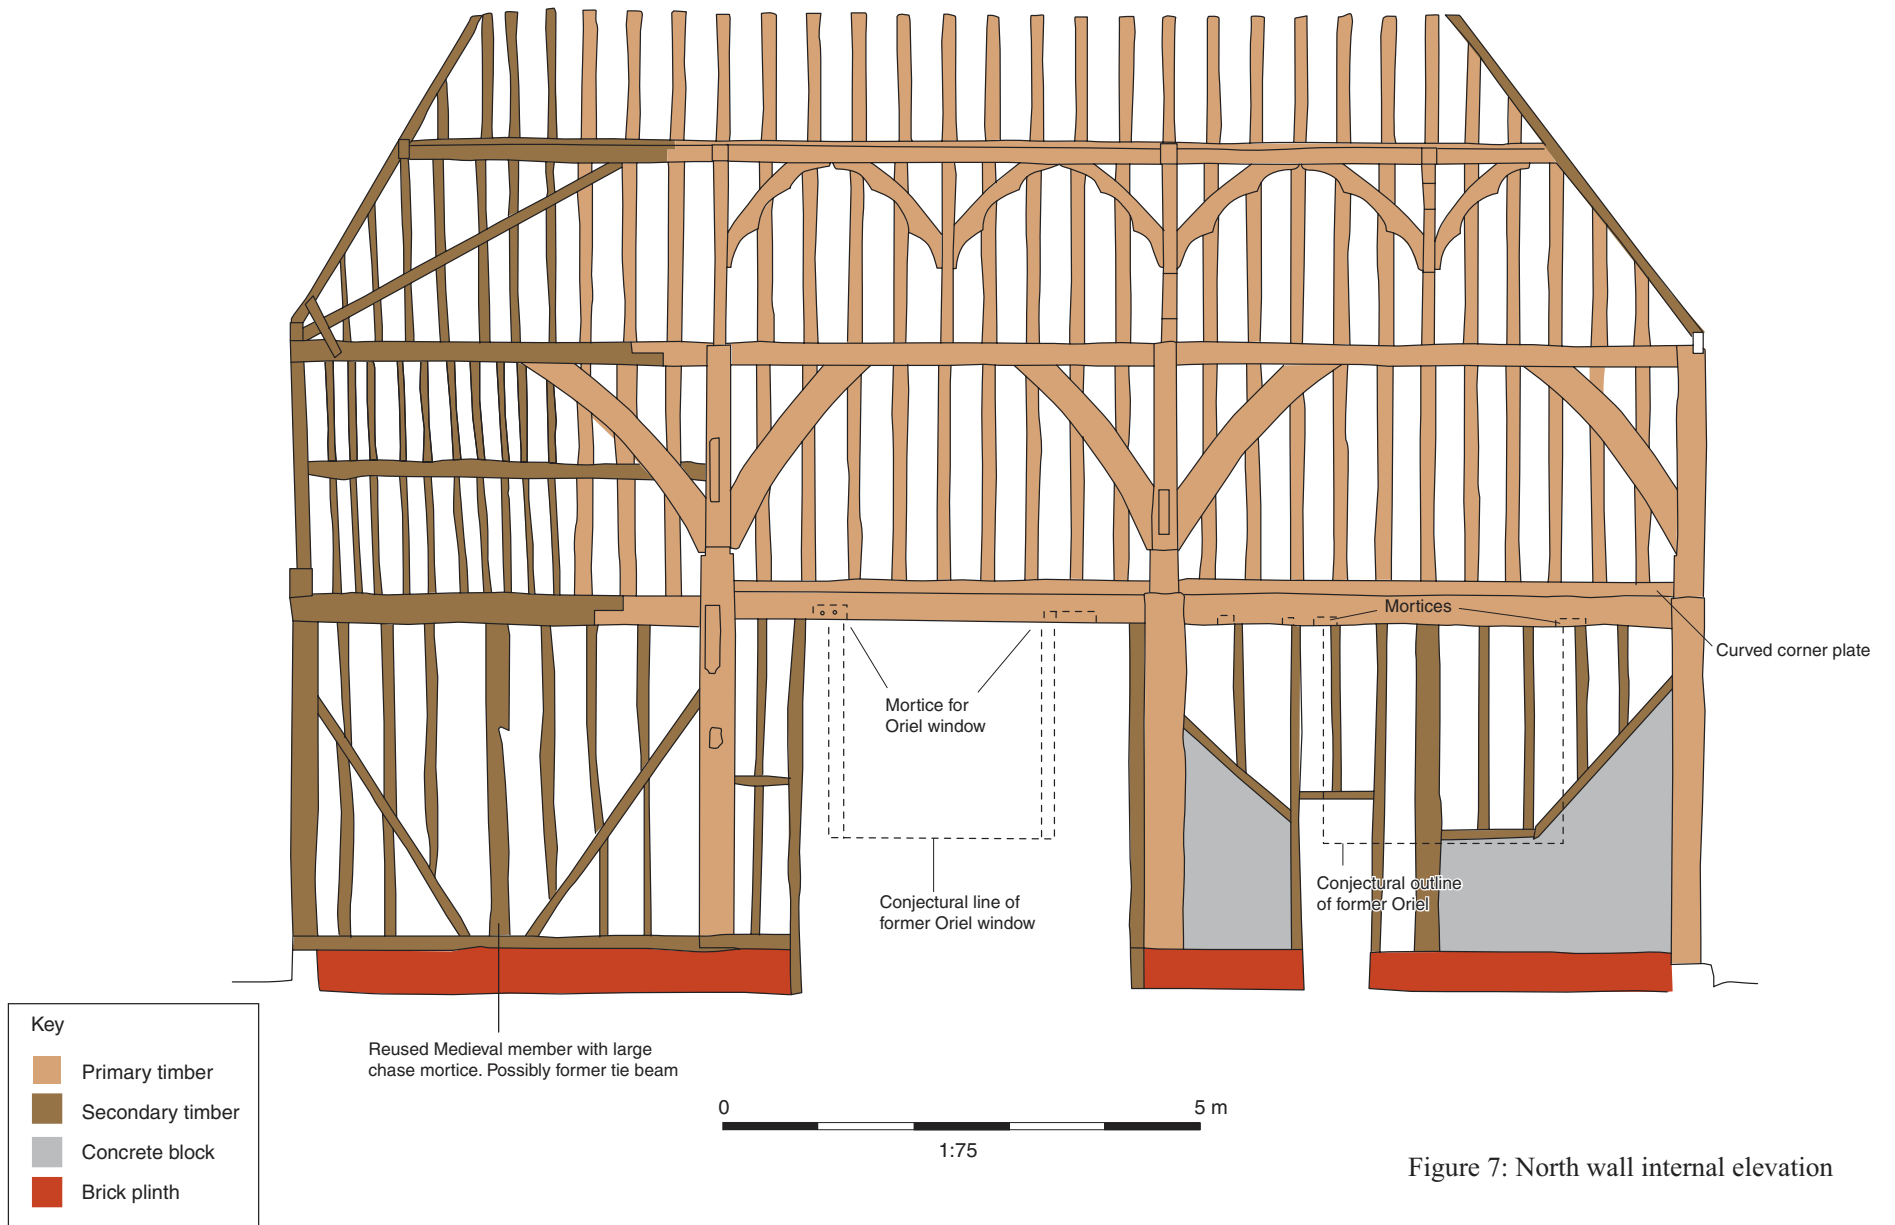 Mortices
Curved corner plate
Mortice for
Oriel window
Conjectural line of
former Oriel window
Conjectural outline
of former Oriel
Key
Primary timber
Secondary timber
Concrete block
Brick plinth
Reused Medieval member with large
chase mortice. Possibly former tie beam
0 5 m
1:75
Figure 7: North wall internal elevation